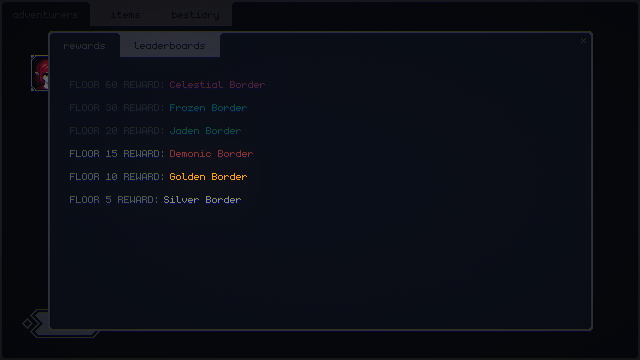 adventurers items bestiary
rewards leaderboards
FLOOR 60 REWARD: Celestial Border
FLOOR 30 REWARD: Frozen Border
FLOOR 20 REWARD: Jaden Border
FLOOR 15 REWARD: Demonic Border
FLOOR 10 REWARD: Golden Border
FLOOR 5 REWARD: Silver Border